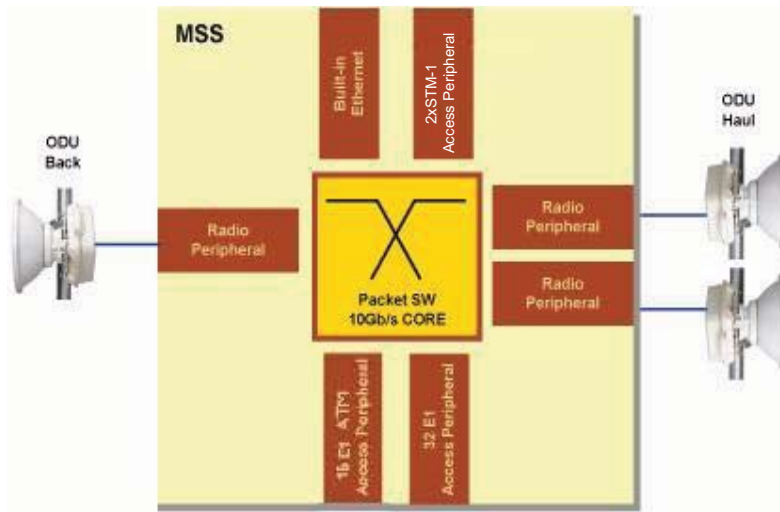 MSS
Built-in
Ethernet
2xSTM-1
Access Peripheral
ODU
Haul
ODU
Back
Radio
Peripheral
Radio
Peripheral
Radio
Peripheral
Packet SW
10Gb/s CORE
16 E1 ATM
Access Peripheral
32 E1
Access Peripheral